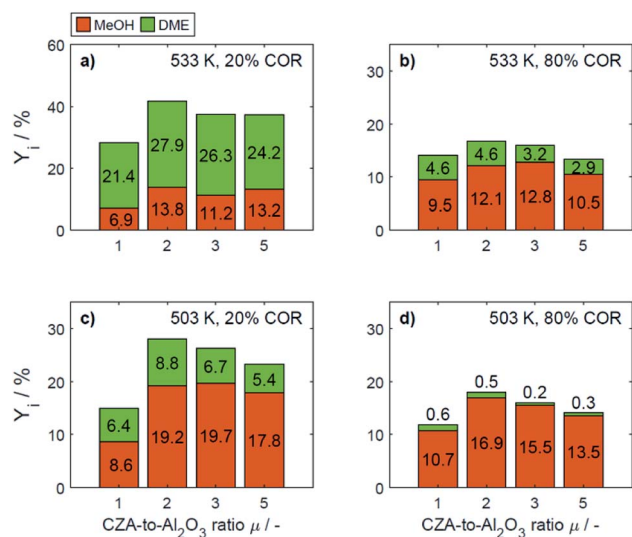 MeOH DME
a) 533 K, 20% COR
Y_i / %
60
40
20
0
21.4 27.9 26.3 24.2
6.9 13.8 11.2 13.2
1 2 3 5
b) 533 K, 80% COR
30
20
10
0
4.6 4.6 3.2 2.9
9.5 12.1 12.8 10.5
1 2 3 5
c) 503 K, 20% COR
Y_i / %
30
20
10
0
6.4 8.8 6.7 5.4
8.6 19.2 19.7 17.8
1 2 3 5
CZA-to-Al₂O₃ ratio μ / -
d) 503 K, 80% COR
30
20
10
0
0.6 0.5 0.2 0.3
10.7 16.9 15.5 13.5
1 2 3 5
CZA-to-Al₂O₃ ratio μ / -